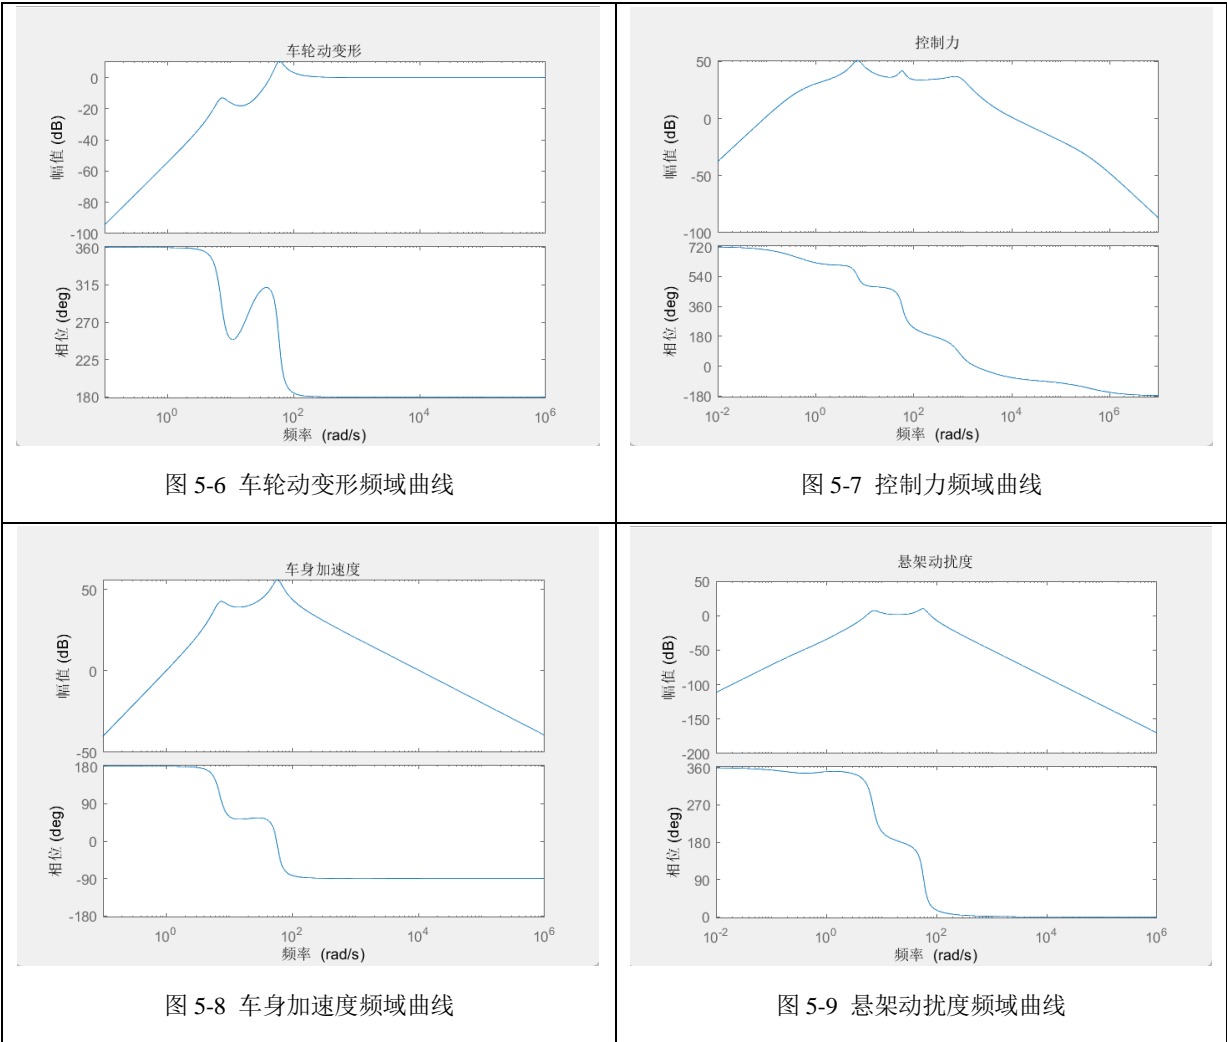 车轮动变形
0
-20
-40
-60
-80
-100
幅值 (dB)
360
315
270
225
180
相位 (deg)
10^0
10^2
10^4
10^6
频率 (rad/s)
图 5-6 车轮动变形频域曲线
控制力
50
0
-50
-100
幅值 (dB)
720
540
360
180
0
-180
相位 (deg)
10^-2
10^0
10^2
10^4
10^6
频率 (rad/s)
图 5-7 控制力频域曲线
车身加速度
50
0
-50
幅值 (dB)
180
90
0
-90
-180
相位 (deg)
10^0
10^2
10^4
10^6
频率 (rad/s)
图 5-8 车身加速度频域曲线
悬架动扰度
50
0
-50
-100
-150
-200
幅值 (dB)
360
270
180
90
0
相位 (deg)
10^-2
10^0
10^2
10^4
10^6
频率 (rad/s)
图 5-9 悬架动扰度频域曲线